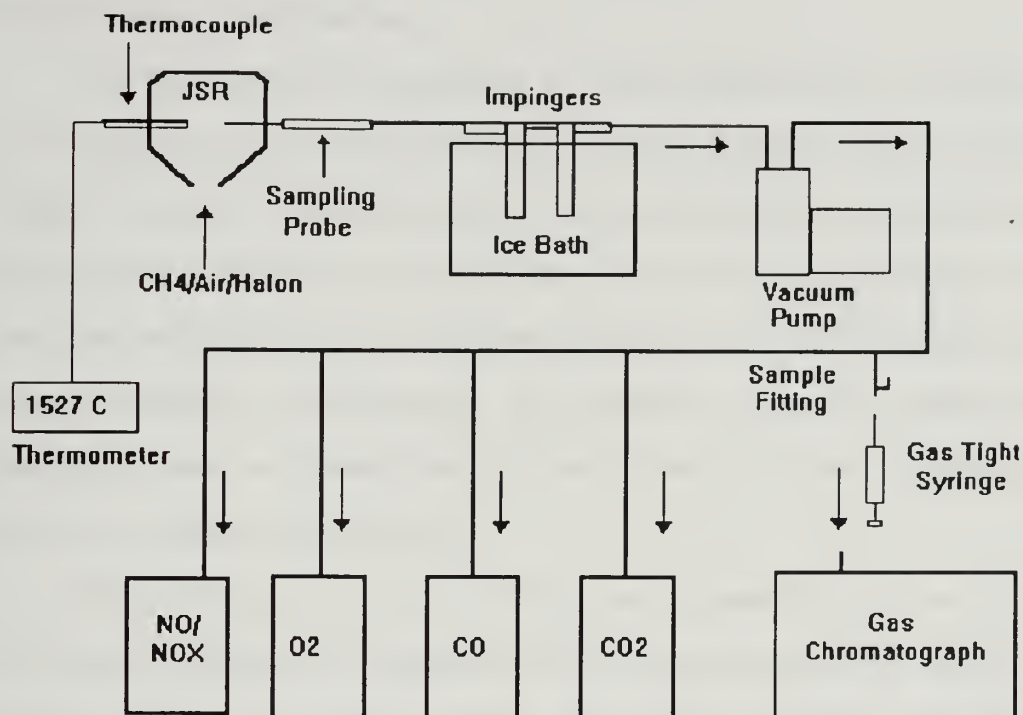 Thermocouple
JSR
Impingers
Sampling
Probe
Ice Bath
CH4/Air/Halon
Vacuum
Pump
1527 C
Thermometer
Sample
Fitting
Gas Tight
Syringe
NO/
NOX
O2
CO
CO2
Gas
Chromatograph